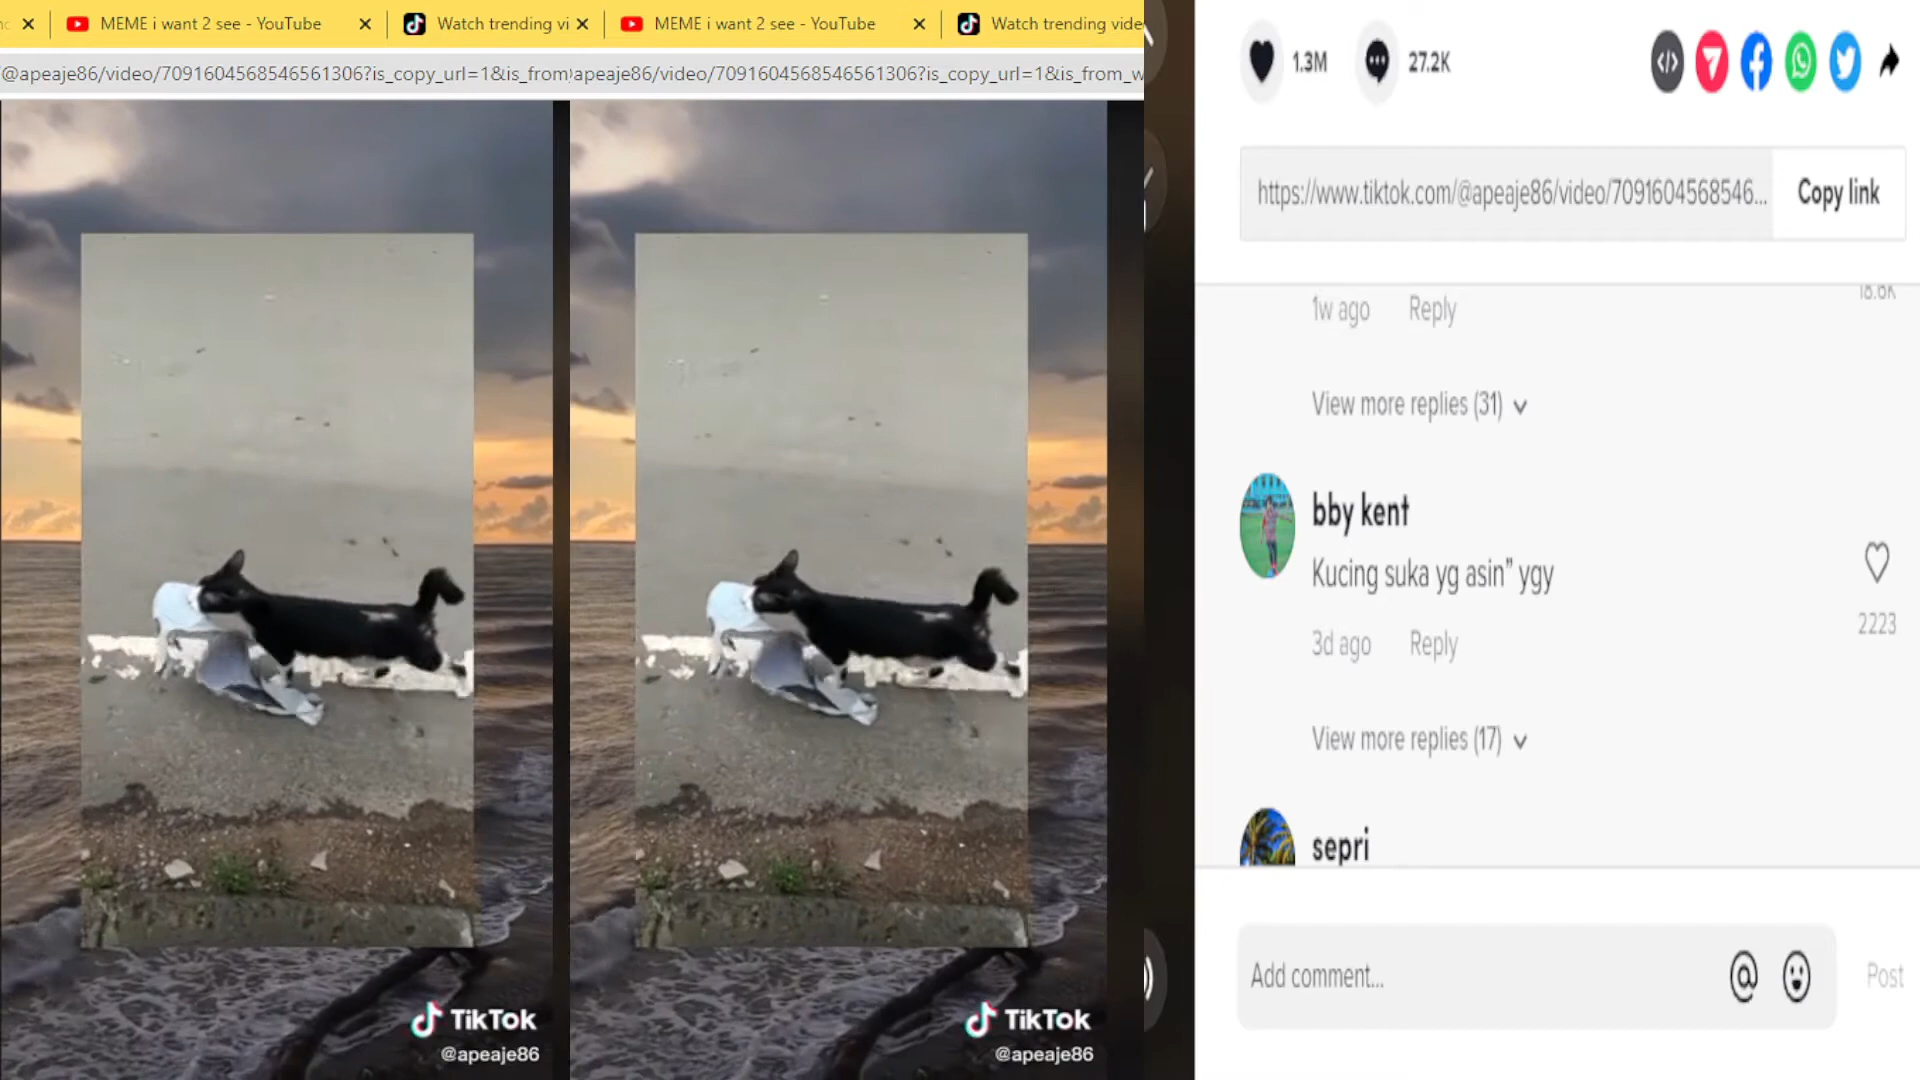 MEME i want 2 see - YouTube
Watch trending vi
MEME i want 2 see - YouTube
Watch trending vide
/@apeaje86/video/7091604568546561306?is_copy_url=1&is_from
apeaje86/video/7091604568546561306?is_copy_url=1&is_from_w
TikTok
@apeaje86
TikTok
@apeaje86
1.3M
27.2K
https://www.tiktok.com/@apeaje86/video/7091604568546...
Copy link
1w ago
Reply
18.6K
View more replies (31)
bby kent
Kucing suka yg asin" ygy
2223
3d ago
Reply
View more replies (17)
sepri
Add comment...
Post